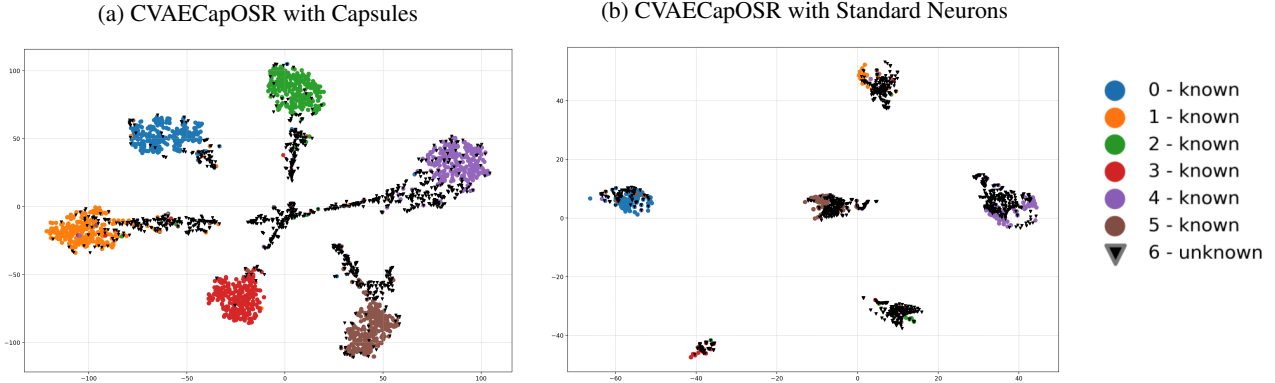 (a) CVAECapOSR with Capsules
(b) CVAECapOSR with Standard Neurons
100
50
0
−50
−100
−100
−50
0
50
100
40
20
0
−20
−40
−60
−40
−20
0
20
40
0 - known
1 - known
2 - known
3 - known
4 - known
5 - known
6 - unknown